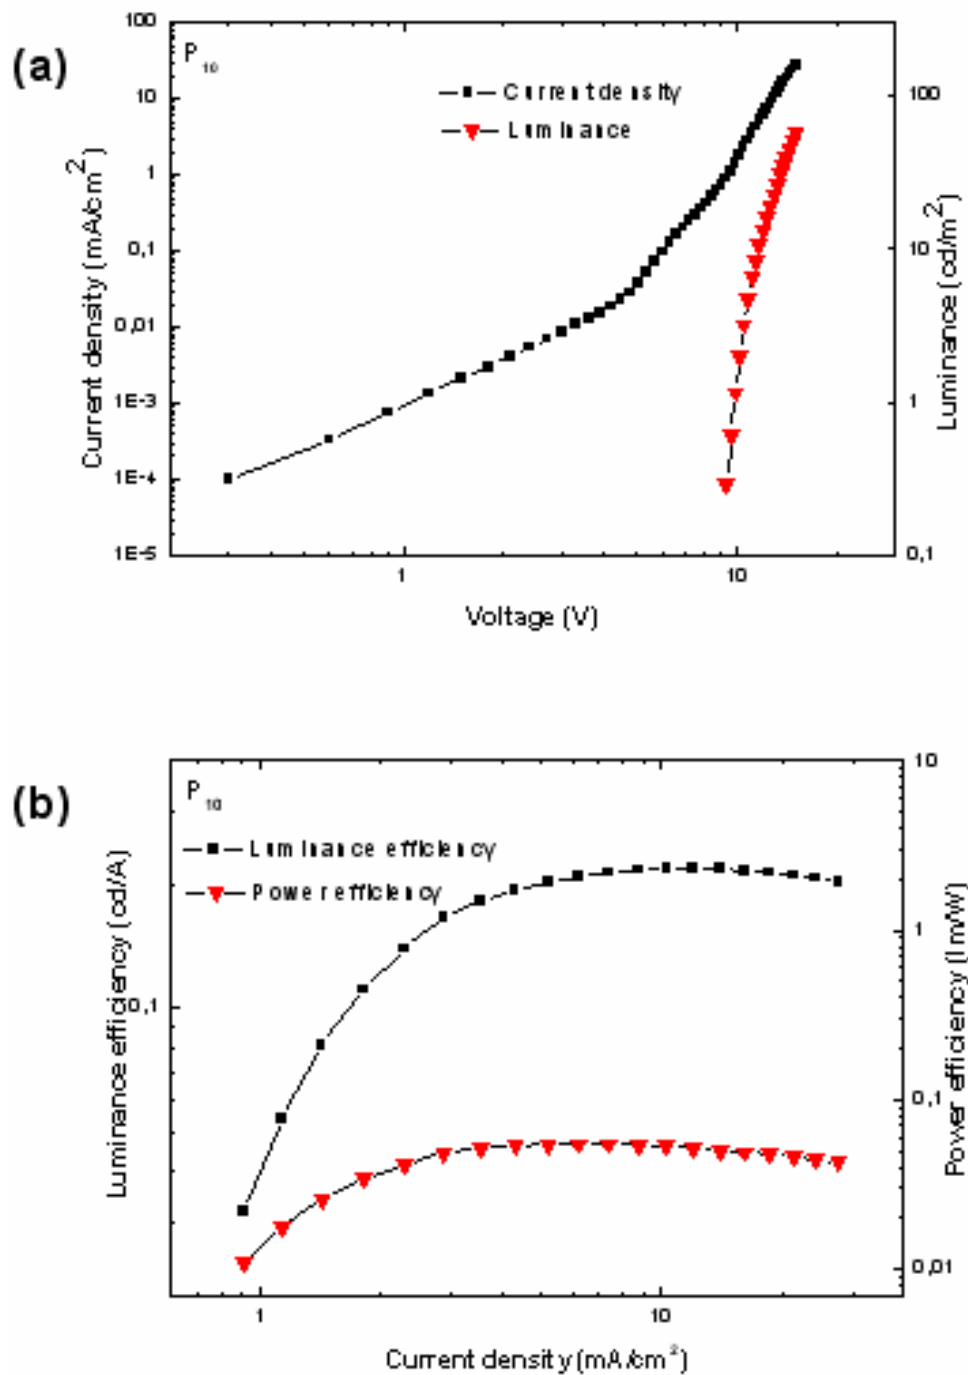 (a)
P10
Current density
Luminance
100
10
1
0,1
0,01
1E-3
1E-4
1E-5
Current density (mA/cm2)
100
10
1
0,1
Luminance (cd/m2)
1
10
Voltage (V)
(b)
P10
Luminance efficiency
Power efficiency
0,1
Luminance efficiency (cd/A)
10
1
0,1
0,01
Power efficiency (lm/W)
1
10
Current density (mA/cm2)